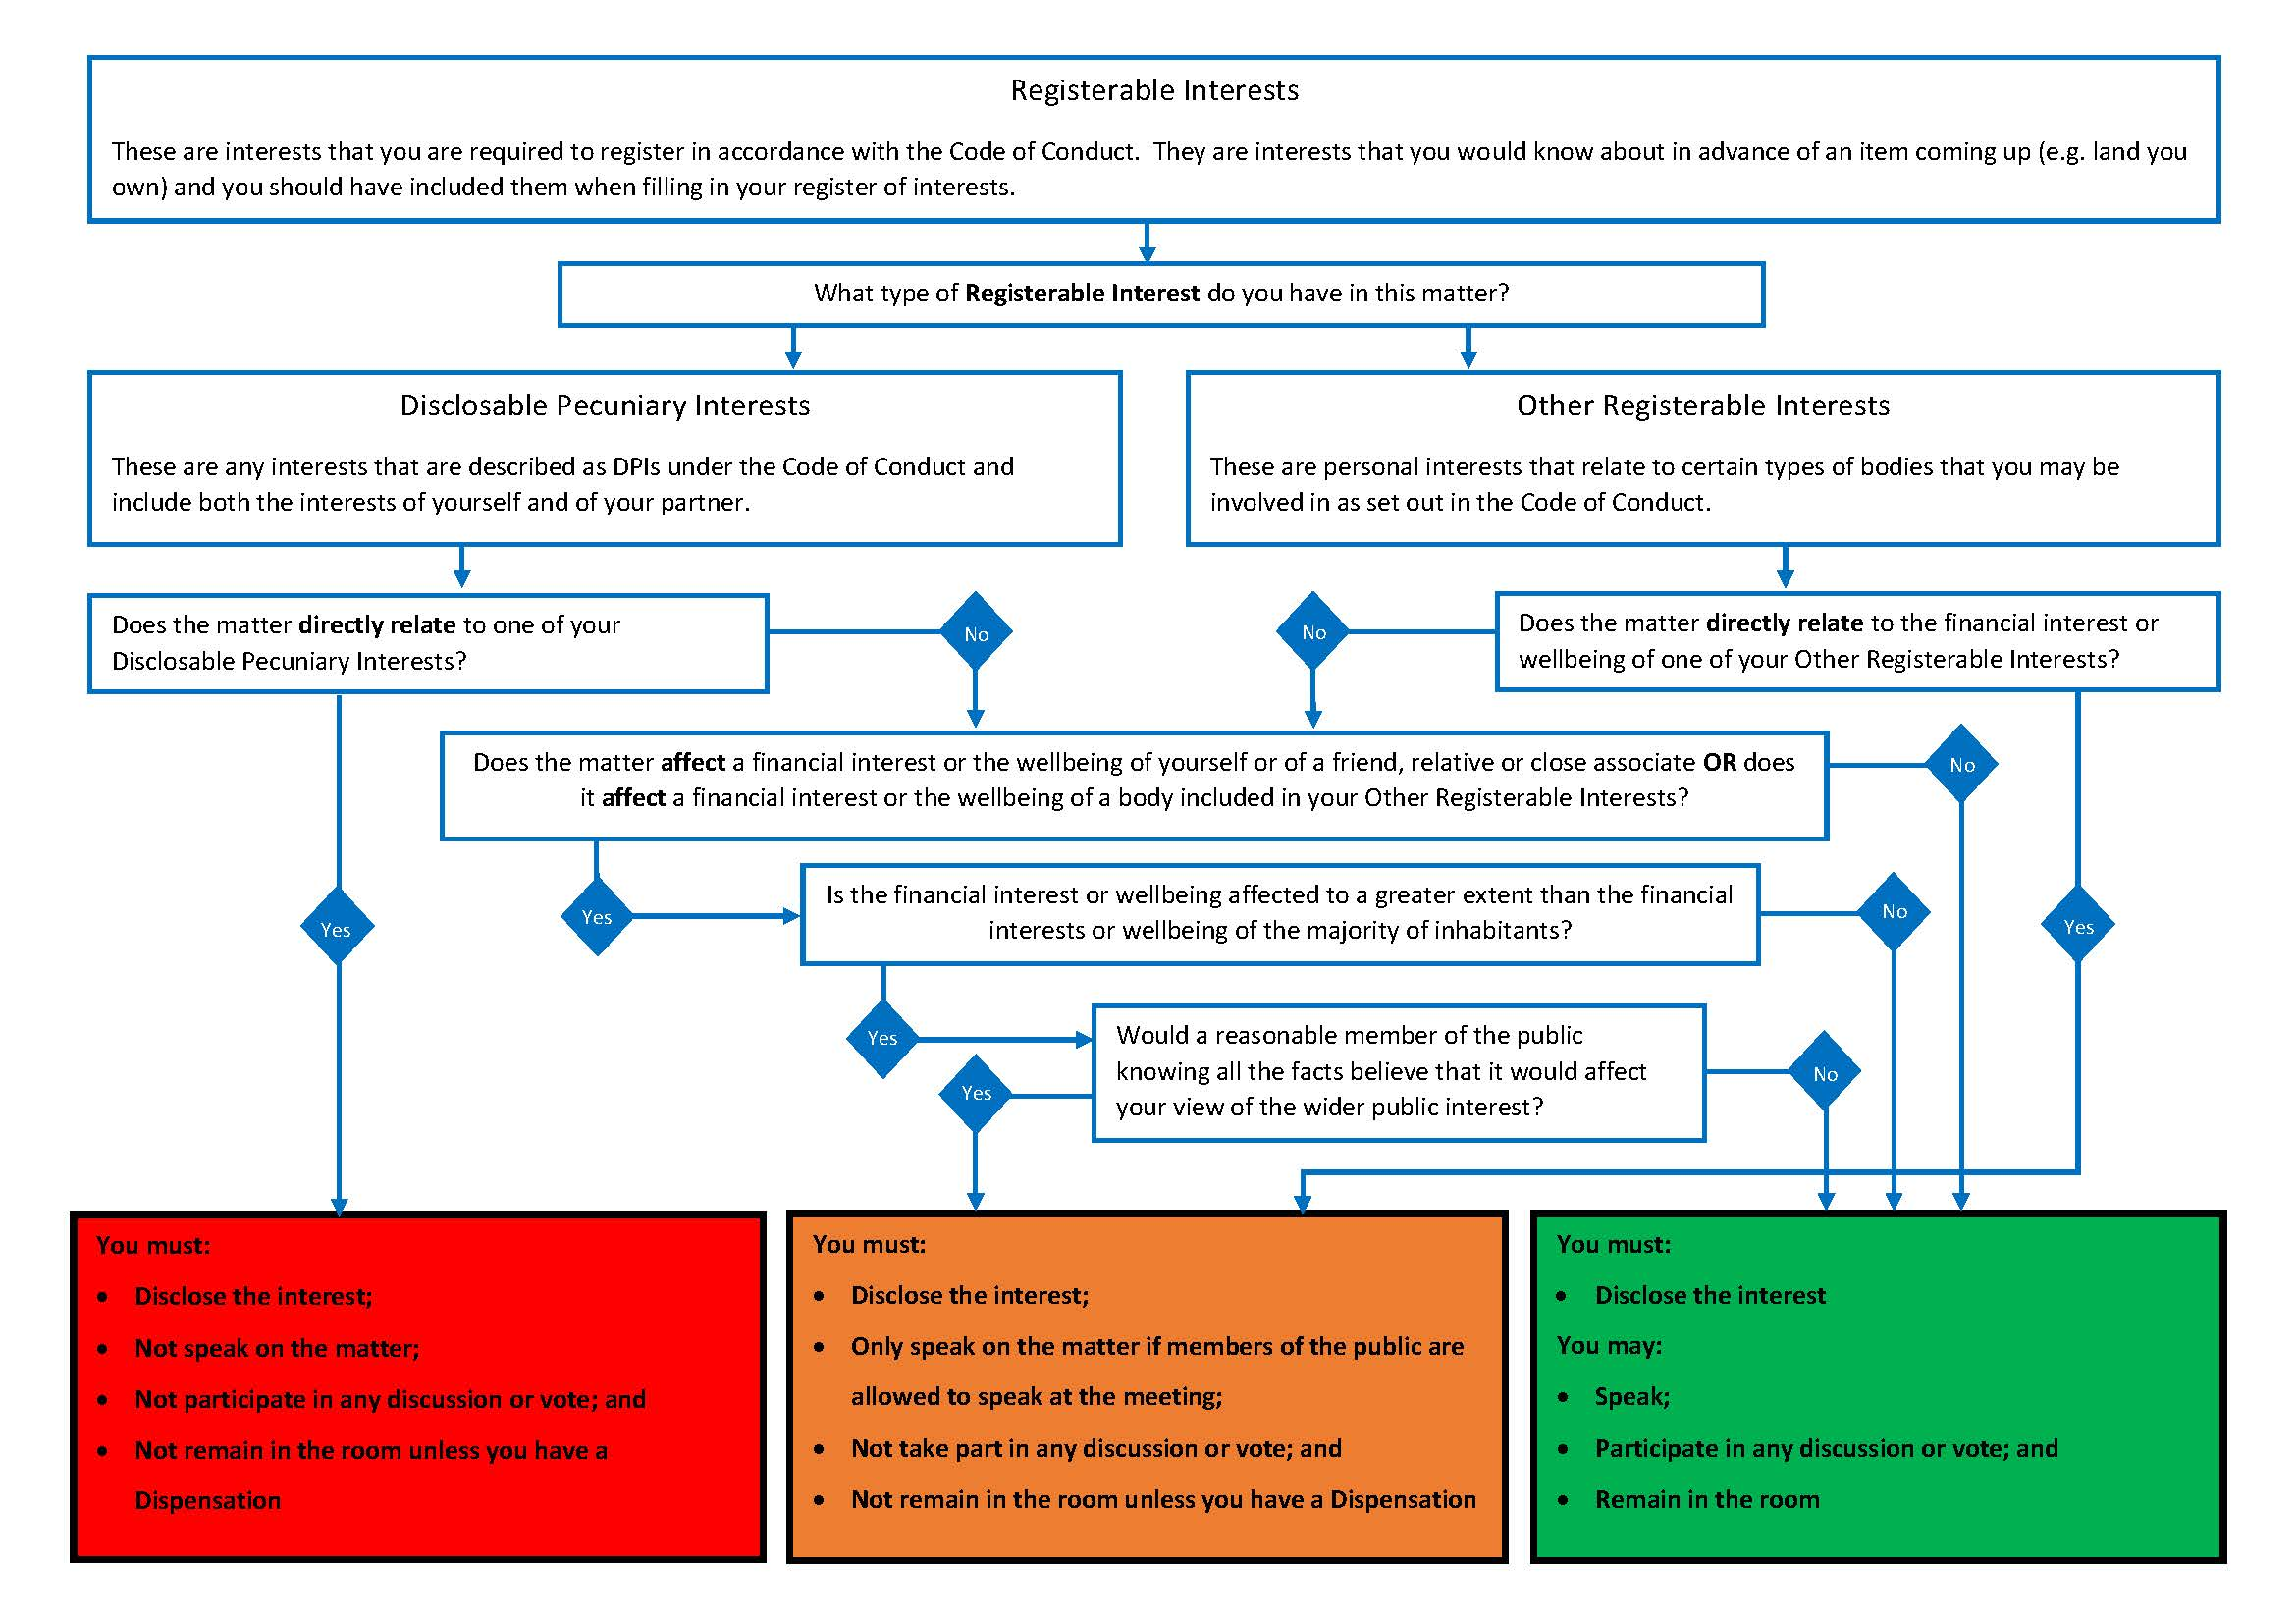 Registerable Interests
These are interests that you are required to register in accordance with the Code of Conduct.  They are interests that you would know about in advance of an item coming up (e.g. land you
own) and you should have included them when filling in your register of interests.
What type of Registerable Interest do you have in this matter?
Disclosable Pecuniary Interests
These are any interests that are described as DPIs under the Code of Conduct and
include both the interests of yourself and of your partner.
Other Registerable Interests
These are personal interests that relate to certain types of bodies that you may be
involved in as set out in the Code of Conduct.
Does the matter directly relate to one of your
Disclosable Pecuniary Interests?
No
No
Does the matter directly relate to the financial interest or
wellbeing of one of your Other Registerable Interests?
Does the matter affect a financial interest or the wellbeing of yourself or of a friend, relative or close associate OR does
it affect a financial interest or the wellbeing of a body included in your Other Registerable Interests?
No
Yes
Yes
Is the financial interest or wellbeing affected to a greater extent than the financial
interests or wellbeing of the majority of inhabitants?
No
Yes
Yes
Yes
Would a reasonable member of the public
knowing all the facts believe that it would affect
your view of the wider public interest?
No
You must:
• Disclose the interest;
• Not speak on the matter;
• Not participate in any discussion or vote; and
• Not remain in the room unless you have a
Dispensation
You must:
• Disclose the interest;
• Only speak on the matter if members of the public are
allowed to speak at the meeting;
• Not take part in any discussion or vote; and
• Not remain in the room unless you have a Dispensation
You must:
• Disclose the interest
You may:
• Speak;
• Participate in any discussion or vote; and
• Remain in the room